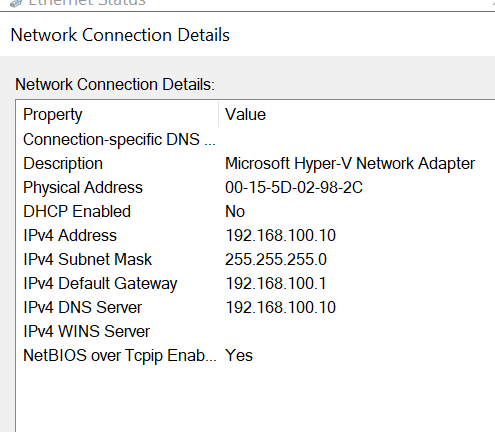 Ethernet Status
Network Connection Details
Network Connection Details:
Property Value
Connection-specific DNS ...
Description Microsoft Hyper-V Network Adapter
Physical Address 00-15-5D-02-98-2C
DHCP Enabled No
IPv4 Address 192.168.100.10
IPv4 Subnet Mask 255.255.255.0
IPv4 Default Gateway 192.168.100.1
IPv4 DNS Server 192.168.100.10
IPv4 WINS Server
NetBIOS over Tcpip Enab... Yes